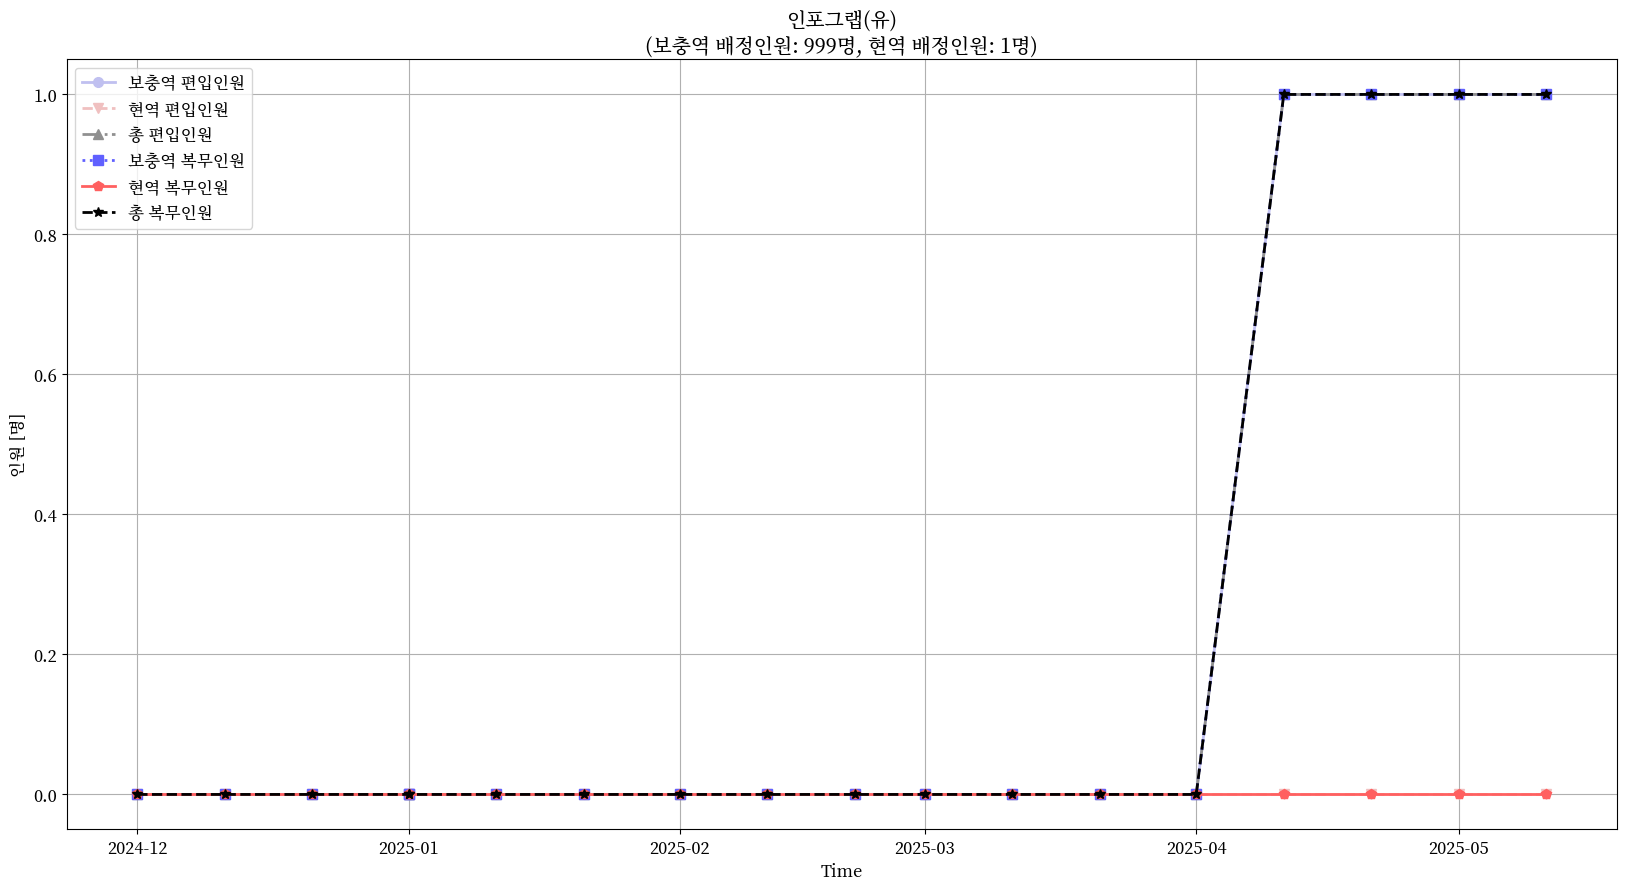 인포그랩(유)
(보충역 배정인원: 999명, 현역 배정인원: 1명)
보충역 편입인원
현역 편입인원
총 편입인원
보충역 복무인원
현역 복무인원
총 복무인원
인원 [명]
1.0
0.8
0.6
0.4
0.2
0.0
2024-12 2025-01 2025-02 2025-03 2025-04 2025-05
Time